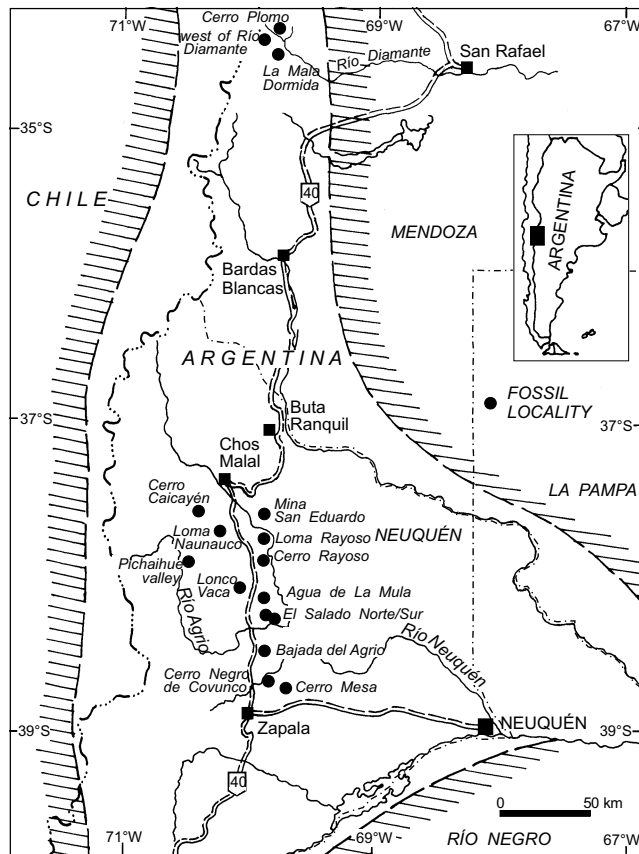 71°W
Cerro Plomo
69°W
67°W
west of Río
Diamante
La Mala
Dormida
Río Diamante
San Rafael
35°S
35°S
40
CHILE
MENDOZA
ARGENTINA
Bardas
Blancas
ARGENTINA
FOSSIL
LOCALITY
37°S
37°S
Buta
Ranquil
Chos
Malal
LA PAMPA
Cerro
Caicayén
Mina
San Eduardo
Loma
Naunauco
Loma Rayoso
NEUQUÉN
Cerro Rayoso
Pichaihue
valley
Lonco
Vaca
Agua de La Mula
El Salado Norte/Sur
Río Agrio
Río Neuquén
Bajada del Agrio
Cerro Negro
de Covunco
Cerro Mesa
Zapala
NEUQUÉN
39°S
39°S
40
0
50 km
71°W
69°W
RÍO NEGRO
67°W